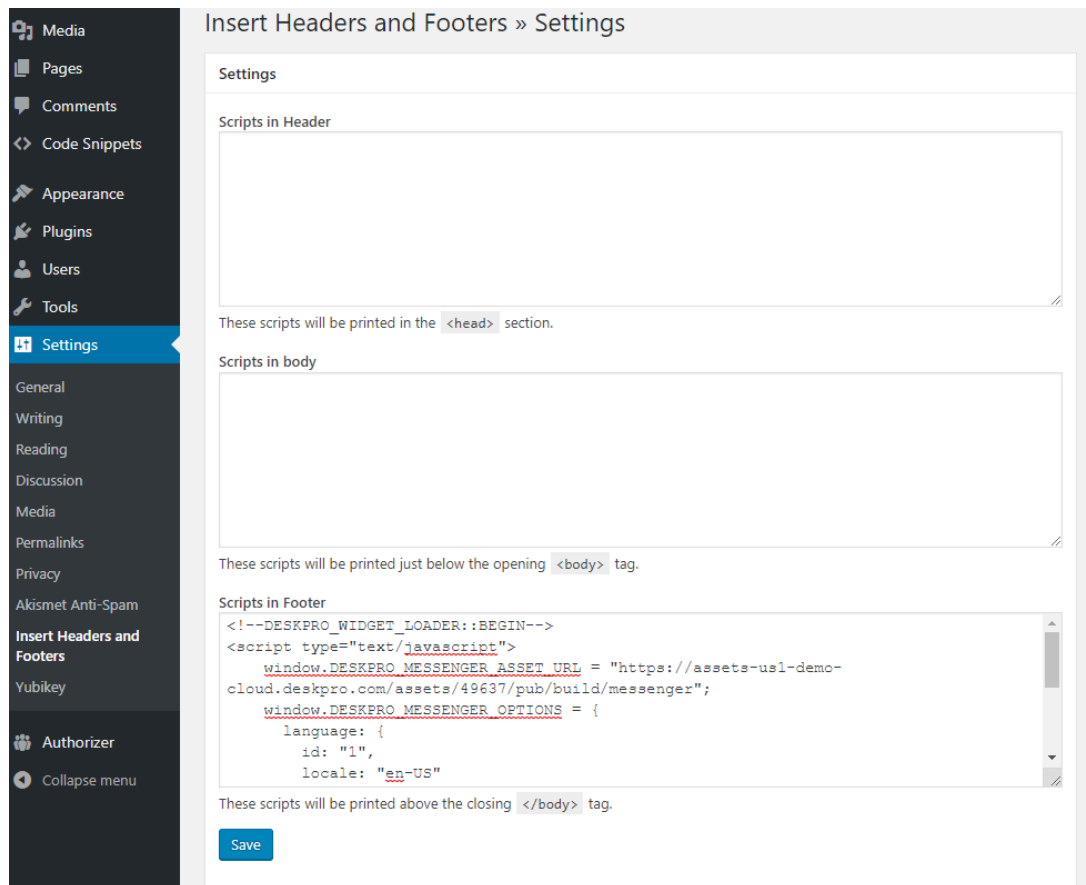 Media
Pages
Comments
Code Snippets
Appearance
Plugins
Users
Tools
Settings
General
Writing
Reading
Discussion
Media
Permalinks
Privacy
Akismet Anti-Spam
Insert Headers and
Footers
Yubikey
Authorizer
Collapse menu
Insert Headers and Footers » Settings
Settings
Scripts in Header
These scripts will be printed in the <head> section.
Scripts in body
These scripts will be printed just below the opening <body> tag.
Scripts in Footer
<!--DESKPRO_WIDGET_LOADER::BEGIN-->
<script type="text/javascript">
window.DESKPRO_MESSENGER_ASSET_URL = "https://assets-us1-demo-
cloud.deskpro.com/assets/49637/pub/build/messenger";
window.DESKPRO_MESSENGER_OPTIONS = {
language: {
id: "1",
locale: "en-US"
These scripts will be printed above the closing </body> tag.
Save